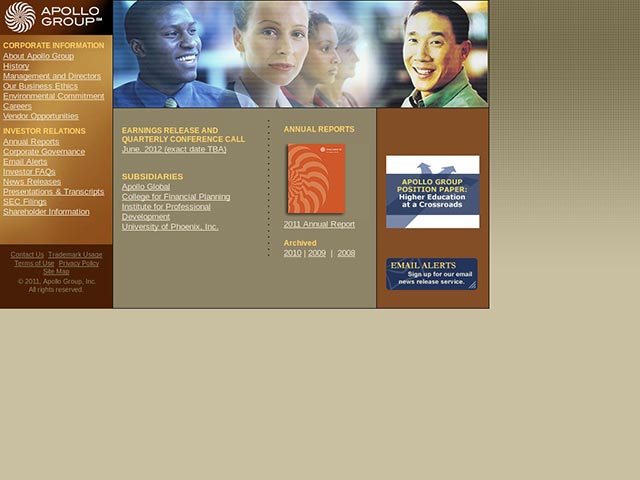 APOLLO
GROUP℠
CORPORATE INFORMATION
About Apollo Group
History
Management and Directors
Our Business Ethics
Environmental Commitment
Careers
Vendor Opportunities
INVESTOR RELATIONS
Annual Reports
Corporate Governance
Email Alerts
Investor FAQs
News Releases
Presentations & Transcripts
SEC Filings
Shareholder Information
Contact Us Trademark Usage
Terms of Use Privacy Policy
Site Map
© 2011, Apollo Group, Inc.
All rights reserved.
EARNINGS RELEASE AND
QUARTERLY CONFERENCE CALL
June, 2012 (exact date TBA)
SUBSIDIARIES
Apollo Global
College for Financial Planning
Institute for Professional
Development
University of Phoenix, Inc.
ANNUAL REPORTS
2011 Annual Report
Archived
2010 | 2009 | 2008
APOLLO GROUP
POSITION PAPER:
Higher Education
at a Crossroads
EMAIL ALERTS
Sign up for our email
news release service.